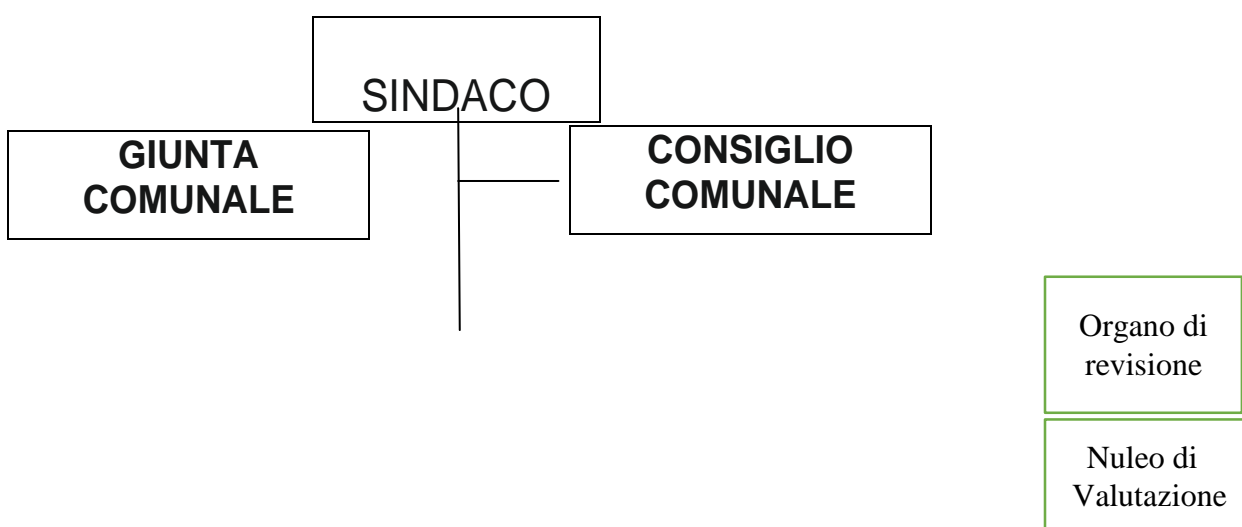 SINDACO
GIUNTA
COMUNALE
CONSIGLIO
COMUNALE
Organo di
revisione
Nuleo di
Valutazione